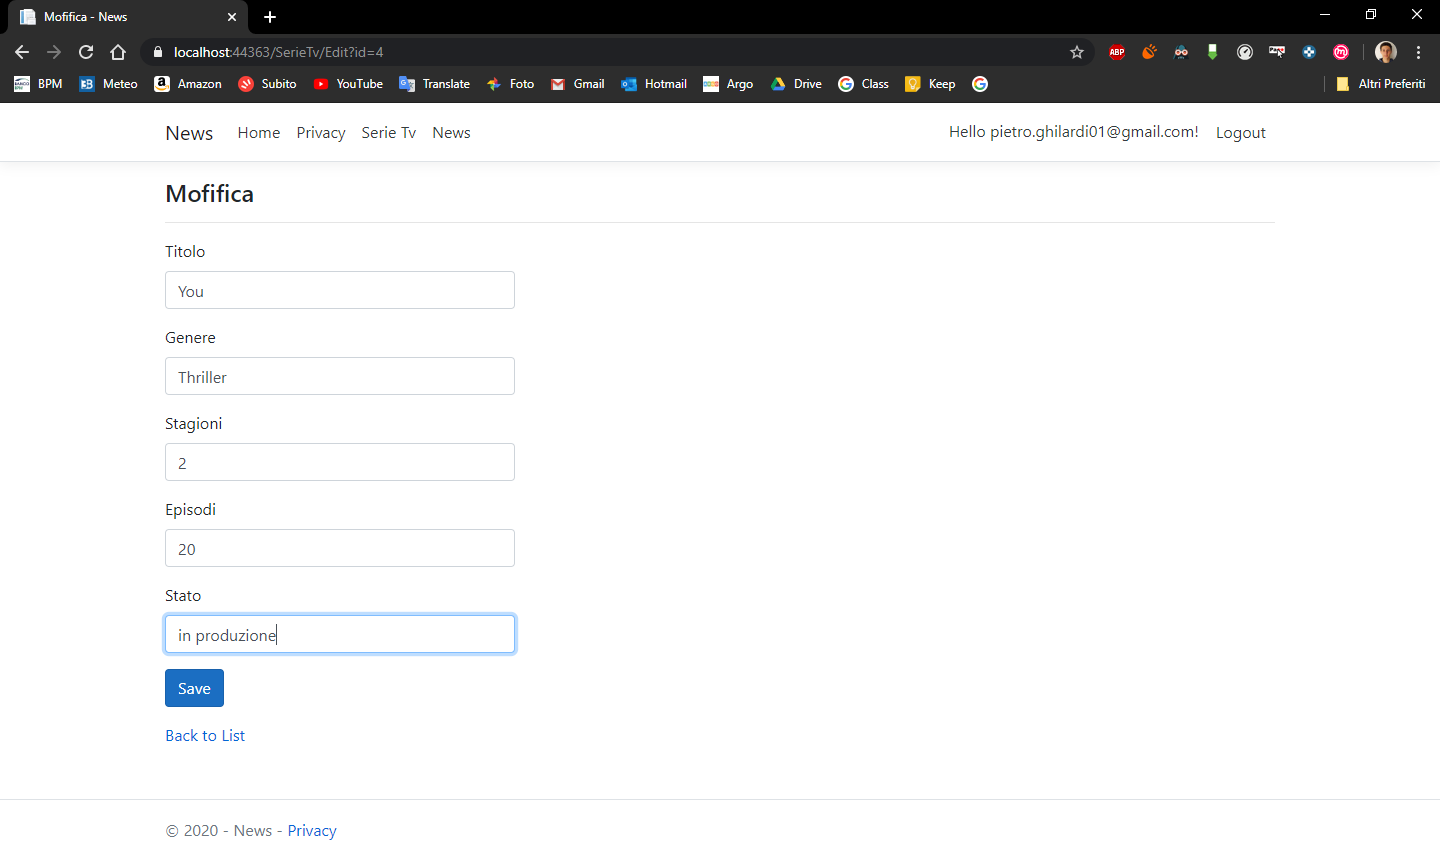 Mofifica - News
localhost:44363/SerieTv/Edit?id=4
ABP
BPM Meteo Amazon Subito YouTube Translate Foto Gmail Hotmail Argo Drive Class Keep Altri Preferiti
News Home Privacy Serie Tv News Hello pietro.ghilardi01@gmail.com! Logout
Mofifica
Titolo
You
Genere
Thriller
Stagioni
2
Episodi
20
Stato
in produzione
Save
Back to List
© 2020 - News - Privacy